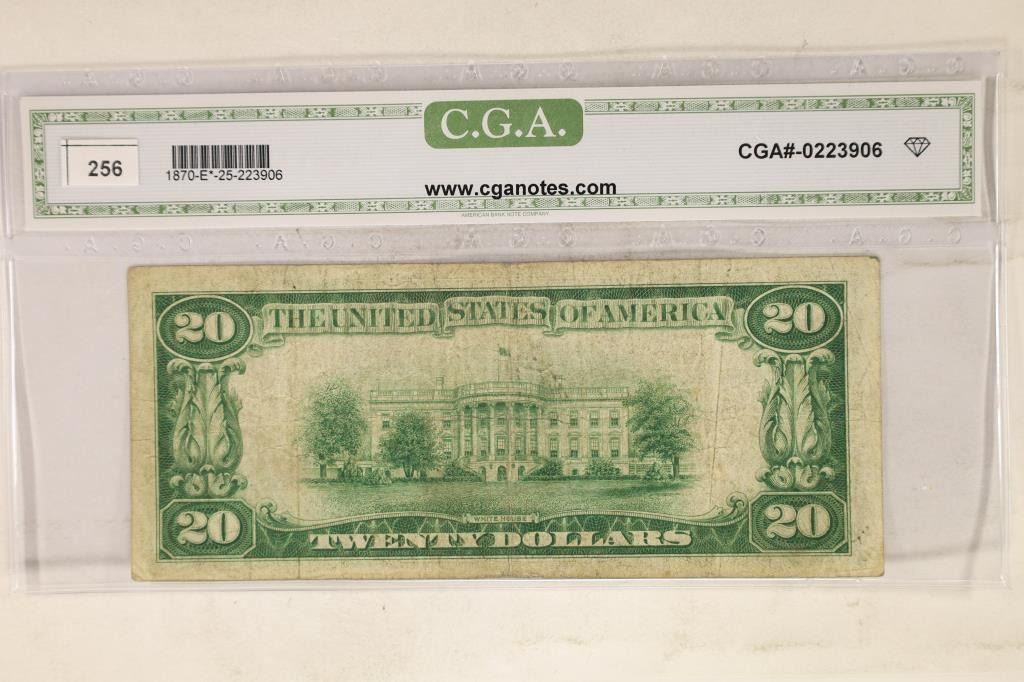 C.G.A.
256
1870-E*-25-223906
CGA#-0223906
www.cganotes.com
AMERICAN BANK NOTE COMPANY
20 THE UNITED STATES OF AMERICA 20
WHITE HOUSE
20 TWENTY DOLLARS 20